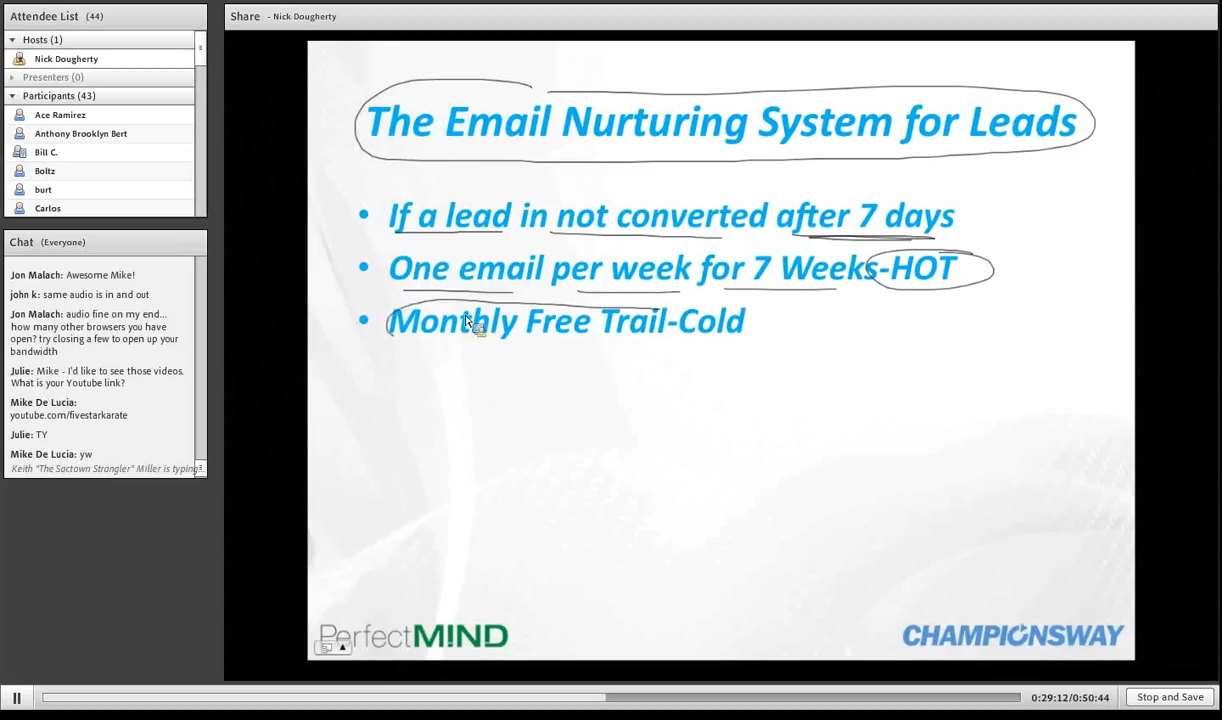 Attendee List (44)
Hosts (1)
Nick Dougherty
Presenters (0)
Participants (43)
Ace Ramirez
Anthony Brooklyn Bert
Bill C.
Boltz
burt
Carlos
Chat (Everyone)
Jon Malach: Awesome Mike!
john k: same audio is in and out
Jon Malach: audio fine on my end...
how many other browsers you have
open? try closing a few to open up your
bandwidth
Julie: Mike - I'd like to see those videos.
What is your Youtube link?
Mike De Lucia:
youtube.com/fivestarkarate
Julie: TY
Mike De Lucia: yw
Keith "The Sactown Strangler" Miller is typing...
Share - Nick Dougherty
The Email Nurturing System for Leads
• If a lead in not converted after 7 days
• One email per week for 7 Weeks-HOT
• Monthly Free Trail-Cold
PerfectM!ND
CHAMPIONSWAY
0:29:12/0:50:44
Stop and Save